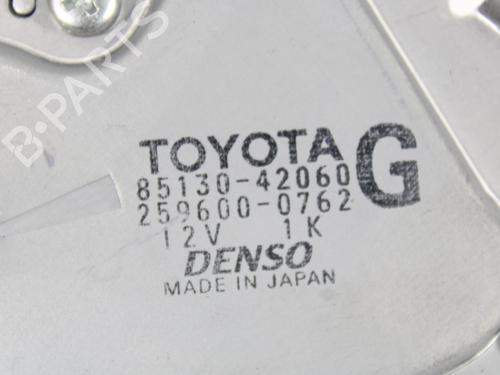 B-PARTS
TOYOTA G
85130-42060
259600-0762
12V 1K
DENSO
MADE IN JAPAN